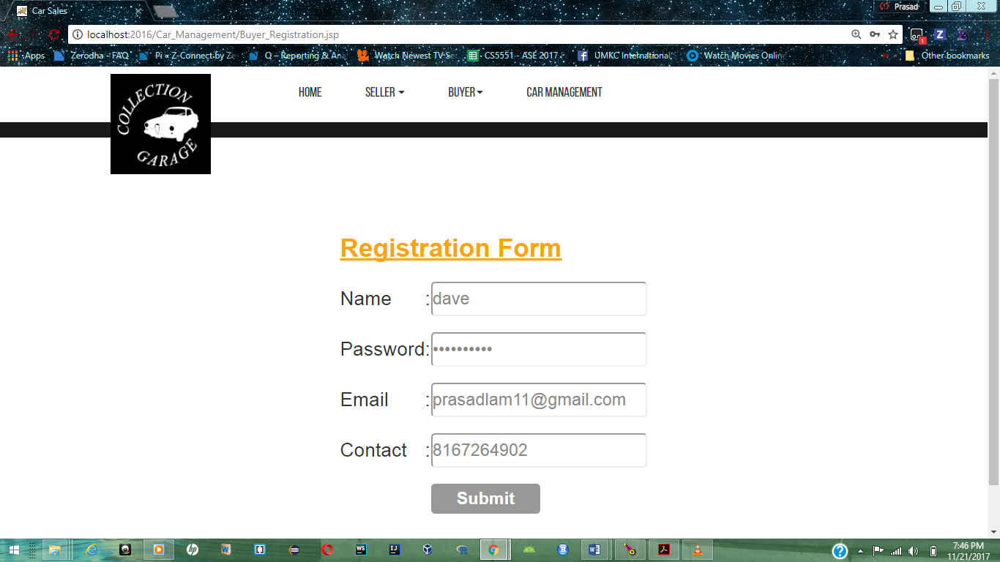 Car Sales
Prasad
localhost:2016/Car_Management/Buyer_Registration.jsp
Apps Zerodha - FAQ Pi « Z-Connect by Ze Q – Reporting & An Watch Newest TV Se CS5551 - ASE 2017 F UMKC International Watch Movies Online Other bookmarks
COLLECTION
GARAGE
HOME SELLER BUYER CAR MANAGEMENT
Registration Form
Name : dave
Password: ••••••••••
Email : prasadlam11@gmail.com
Contact : 8167264902
Submit
7:46 PM
11/21/2017